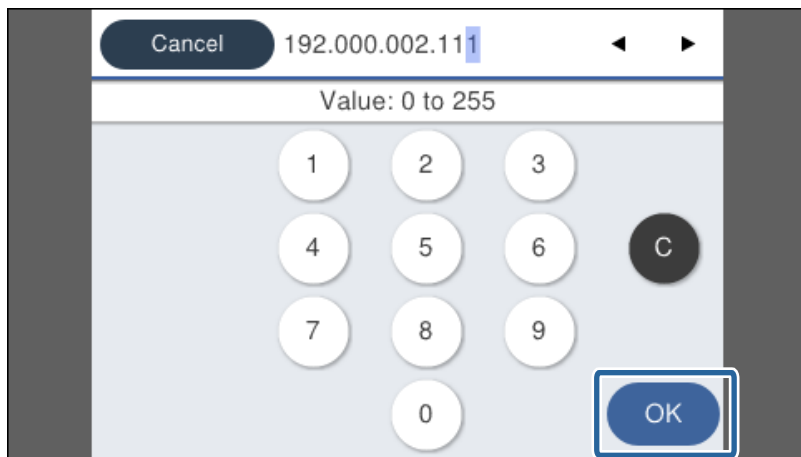 Cancel 192.000.002.111 ◄ ►
Value: 0 to 255
1 2 3
4 5 6 C
7 8 9
0 OK